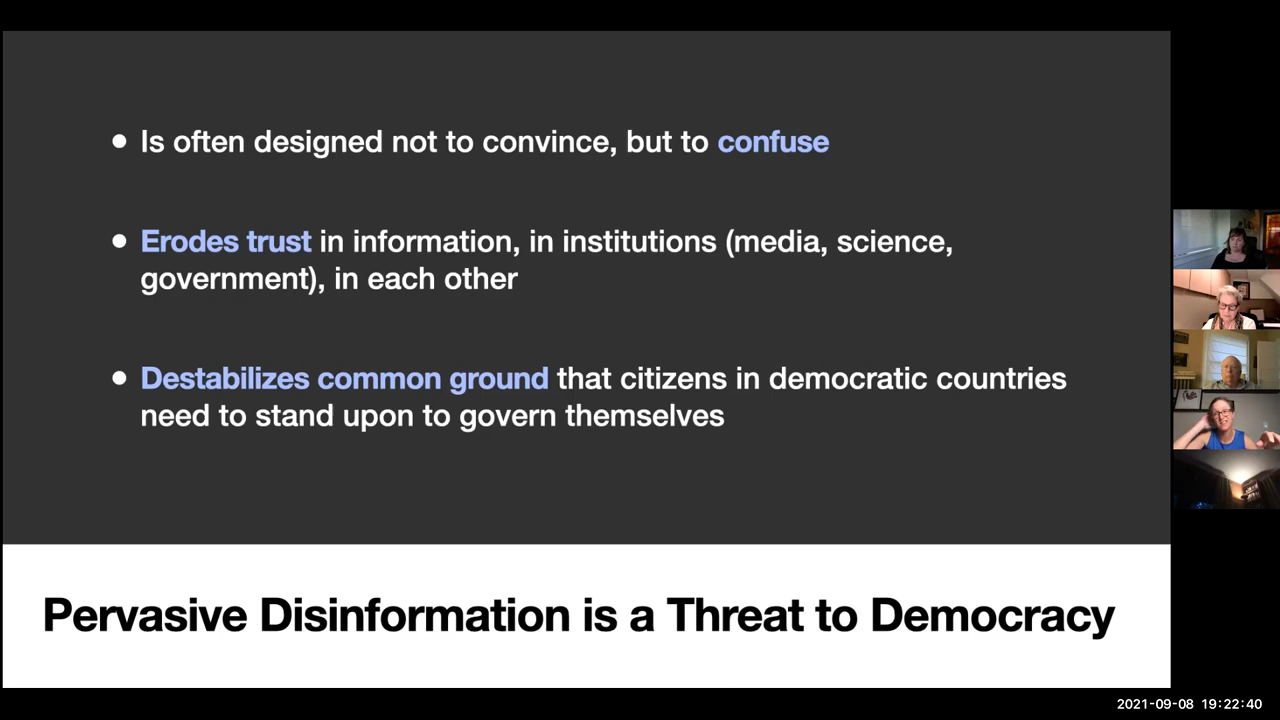 ● Is often designed not to convince, but to confuse
● Erodes trust in information, in institutions (media, science,
government), in each other
● Destabilizes common ground that citizens in democratic countries
need to stand upon to govern themselves
Pervasive Disinformation is a Threat to Democracy
2021-09-08 19:22:40